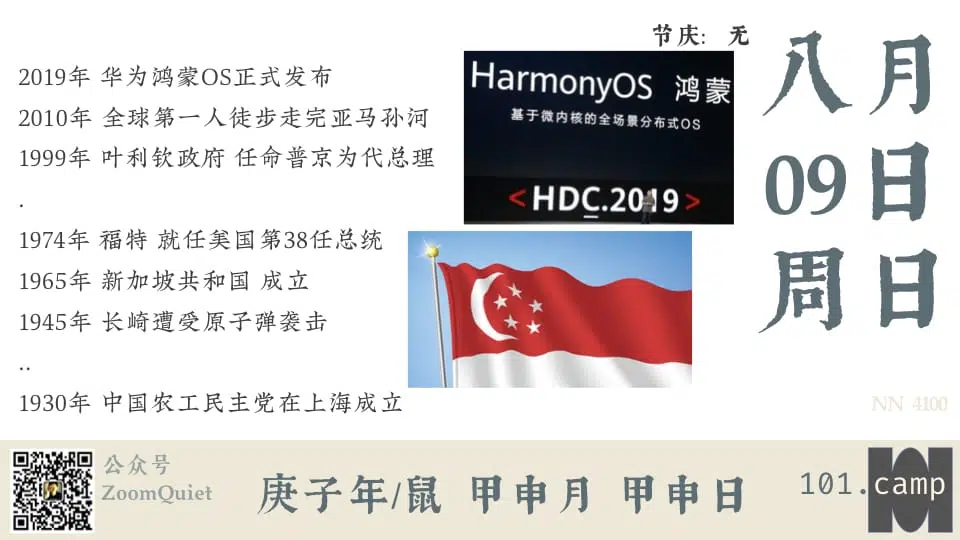 节庆: 无
八月
09日
周日
2019年 华为鸿蒙OS正式发布
2010年 全球第一人徒步走完亚马孙河
1999年 叶利钦政府 任命普京为代总理
.
1974年 福特 就任美国第38任总统
1965年 新加坡共和国 成立
1945年 长崎遭受原子弹袭击
..
1930年 中国农工民主党在上海成立
HarmonyOS 鸿蒙
基于微内核的全场景分布式OS
<HDC.2019>
NN 4100
公众号
ZoomQuiet
庚子年/鼠 甲申月 甲申日
101.camp